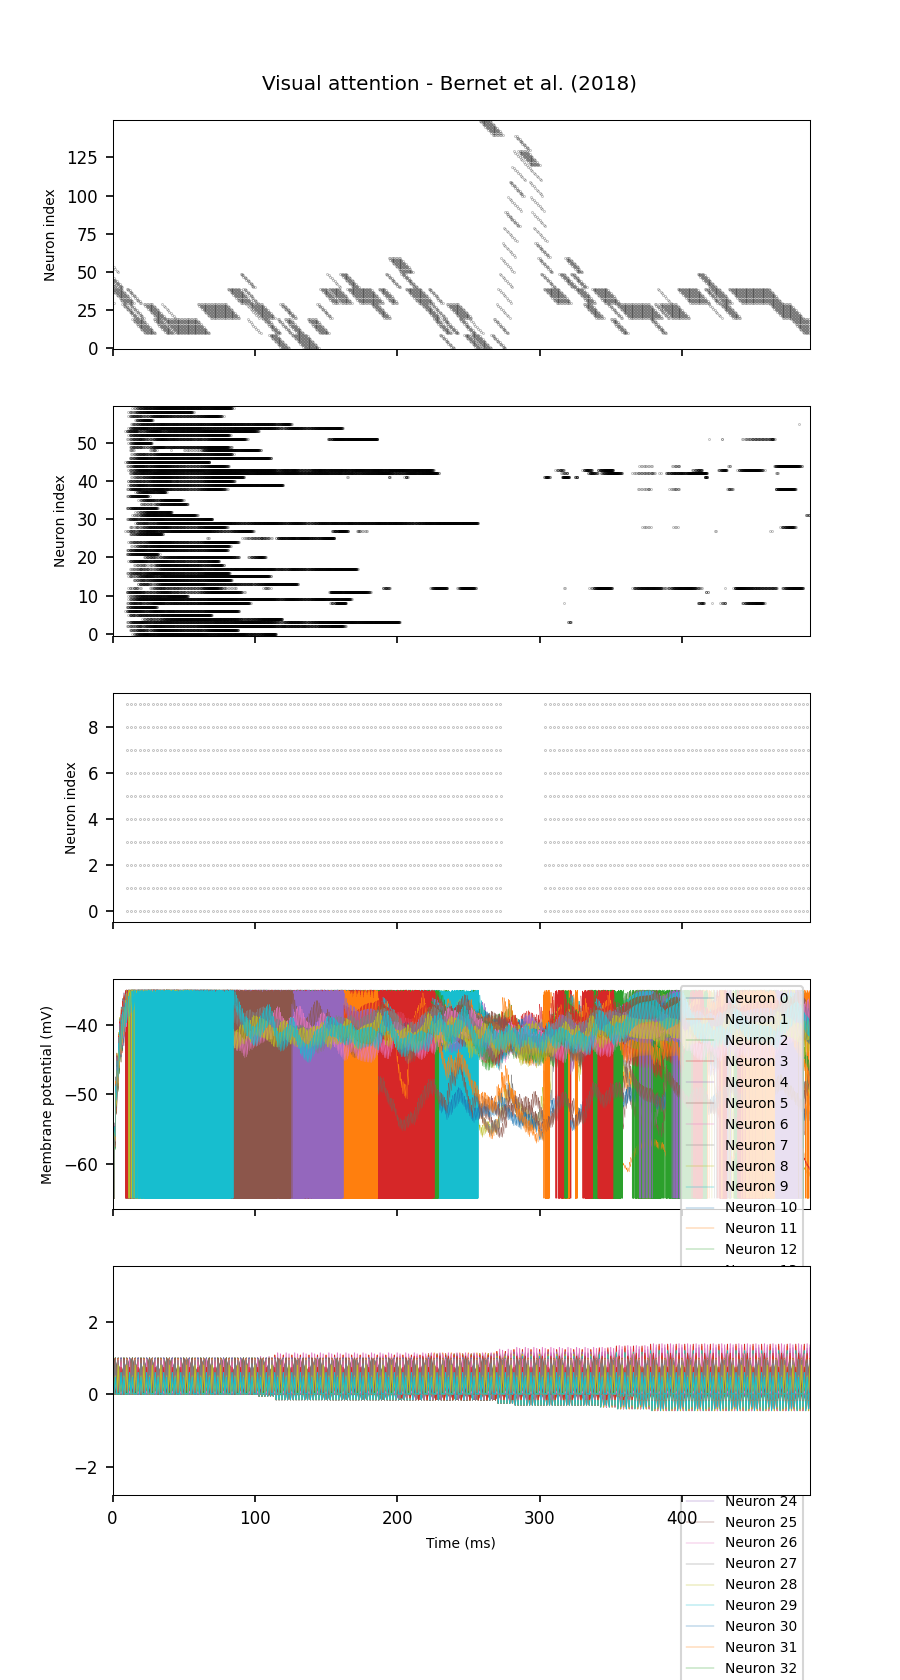 Visual attention - Bernet et al. (2018)
Neuron index
125
100
75
50
25
0
Neuron index
50
40
30
20
10
0
Neuron index
8
6
4
2
0
Membrane potential (mV)
−40
−50
−60
Neuron 0
Neuron 1
Neuron 2
Neuron 3
Neuron 4
Neuron 5
Neuron 6
Neuron 7
Neuron 8
Neuron 9
Neuron 10
Neuron 11
Neuron 12
2
0
−2
0 100 200 300 400
Time (ms)
Neuron 24
Neuron 25
Neuron 26
Neuron 27
Neuron 28
Neuron 29
Neuron 30
Neuron 31
Neuron 32